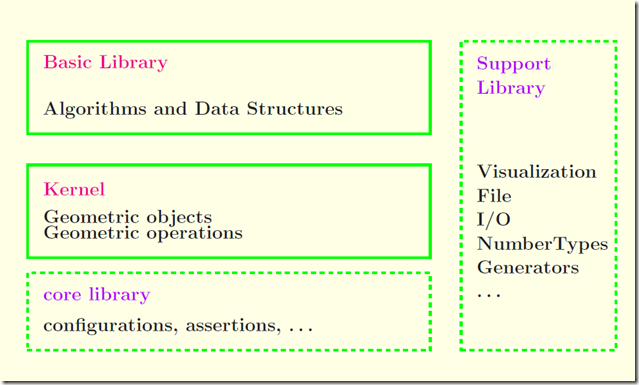 Basic Library
Algorithms and Data Structures
Kernel
Geometric objects
Geometric operations
core library
configurations, assertions, ...
Support
Library
Visualization
File
I/O
NumberTypes
Generators
...